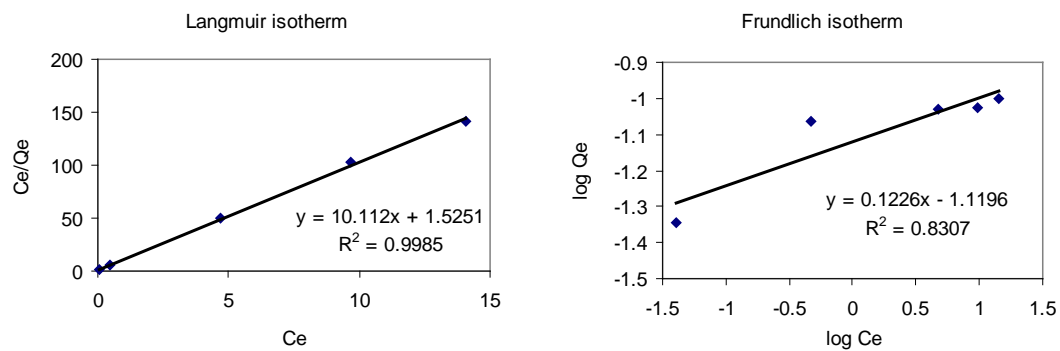 Langmuir isotherm
200
150
100
50
0
0
5
10
15
Ce/Qe
Ce
y = 10.112x + 1.5251
R² = 0.9985
Frundlich isotherm
-0.9
-1
-1.1
-1.2
-1.3
-1.4
-1.5
-1.5
-1
-0.5
0
0.5
1
1.5
log Qe
log Ce
y = 0.1226x - 1.1196
R² = 0.8307